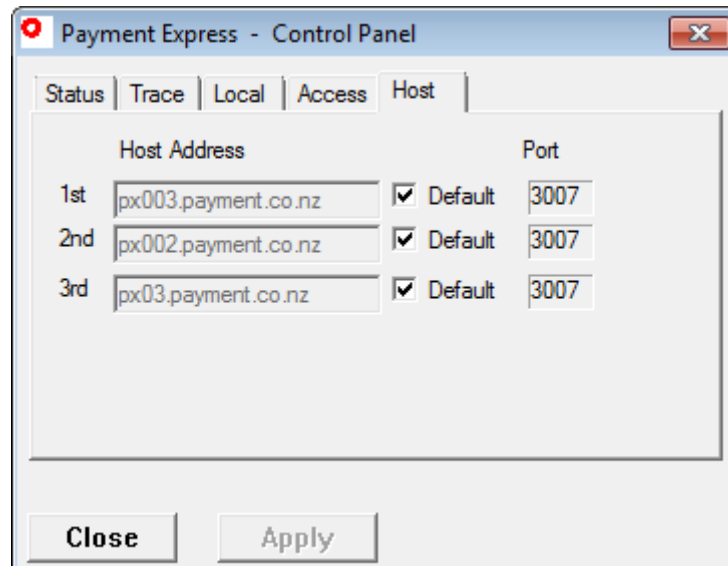 Payment Express - Control Panel
Status Trace Local Access Host
Host Address Port
1st px003.payment.co.nz Default 3007
2nd px002.payment.co.nz Default 3007
3rd px03.payment.co.nz Default 3007
Close Apply